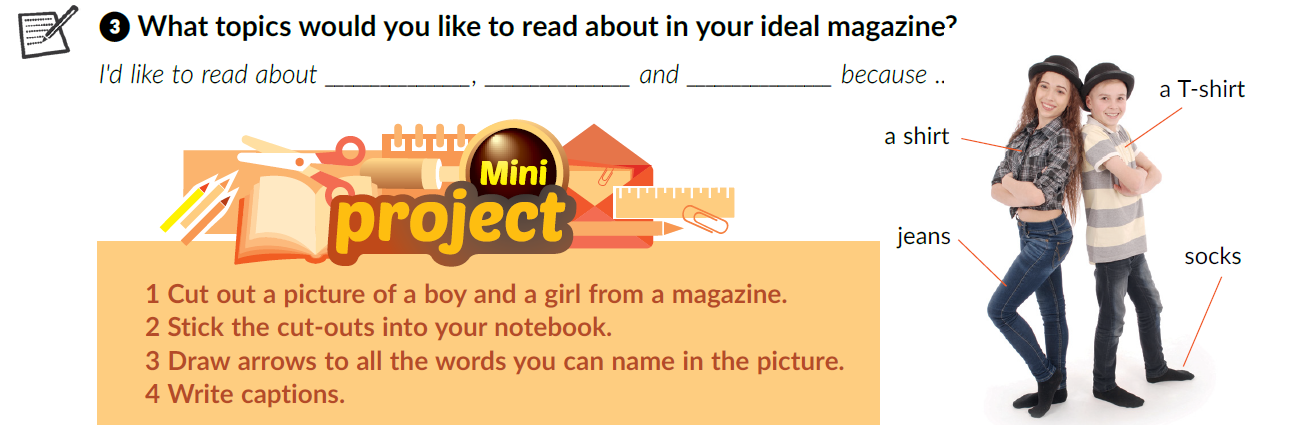 3 What topics would you like to read about in your ideal magazine?
I'd like to read about ____________, ____________ and ____________ because ..
Mini
project
1 Cut out a picture of a boy and a girl from a magazine.
2 Stick the cut-outs into your notebook.
3 Draw arrows to all the words you can name in the picture.
4 Write captions.
a T-shirt
a shirt
jeans
socks